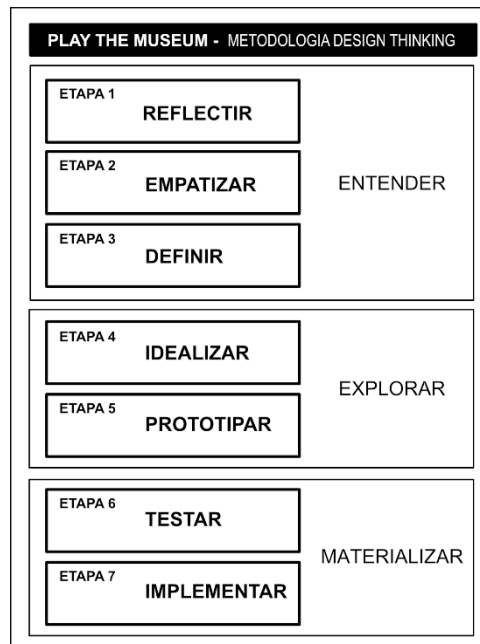 PLAY THE MUSEUM - METODOLOGIA DESIGN THINKING
ETAPA 1
REFLECTIR
ETAPA 2
EMPATIZAR
ETAPA 3
DEFINIR
ENTENDER
ETAPA 4
IDEALIZAR
ETAPA 5
PROTOTIPAR
EXPLORAR
ETAPA 6
TESTAR
ETAPA 7
IMPLEMENTAR
MATERIALIZAR